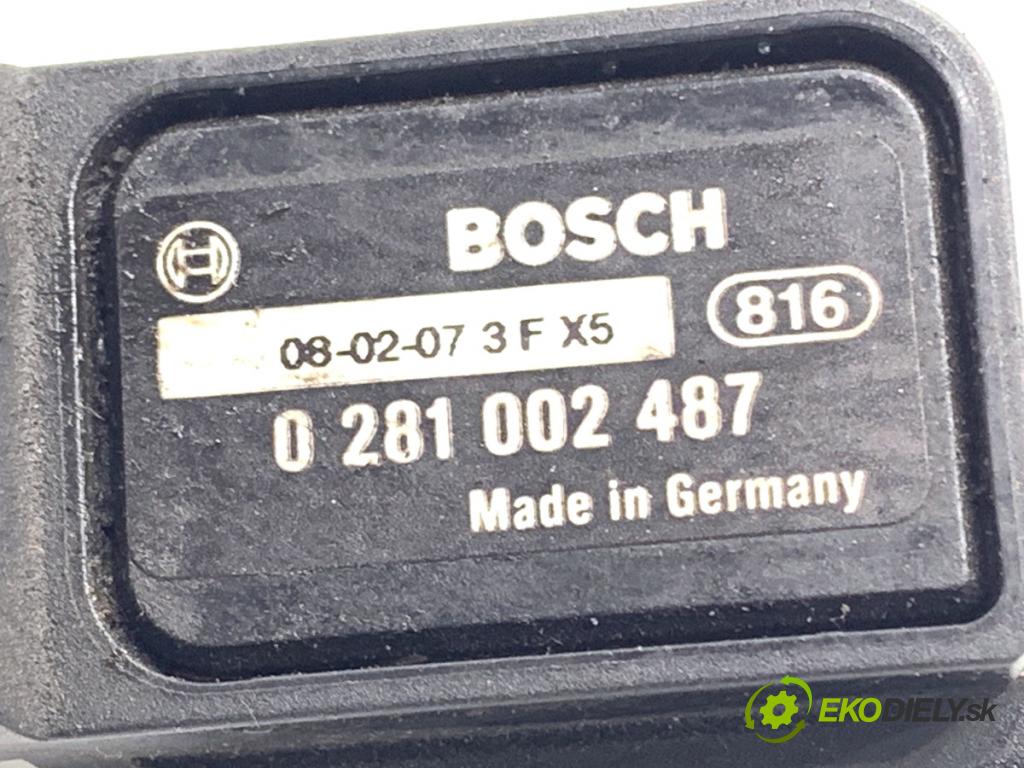 BOSCH
08-02-07 3 F X5
816
0 281 002 487
Made in Germany
EKODIELY.sk